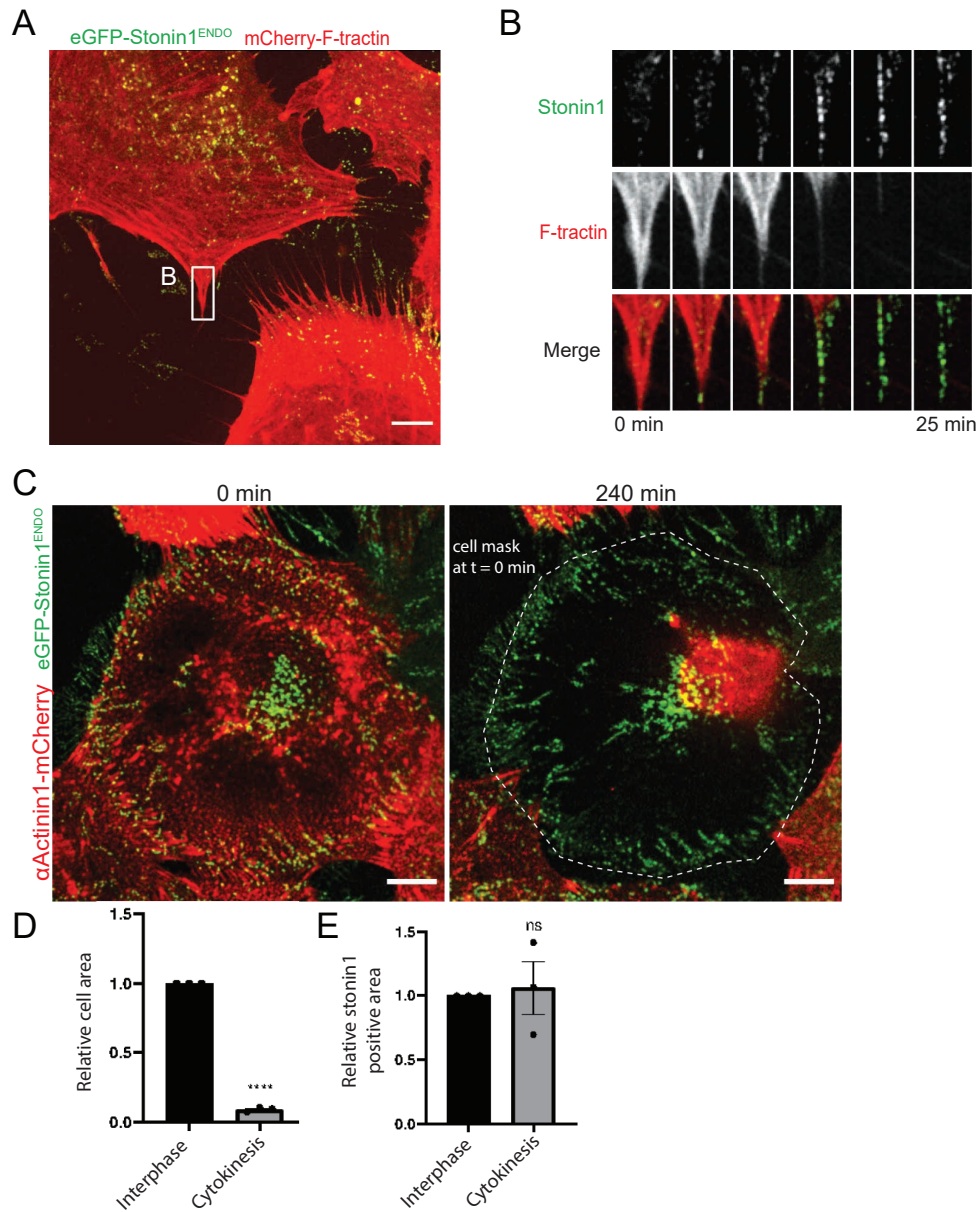 A
eGFP-Stonin1ENDO mCherry-F-tractin
B
B
Stonin1
F-tractin
Merge
0 min
25 min
C
0 min
240 min
αActinin1-mCherry eGFP-Stonin1ENDO
cell mask
at t = 0 min
D
Relative cell area
1.5
1.0
0.5
0.0
****
Interphase
Cytokinesis
E
Relative stonin1
positive area
1.5
1.0
0.5
0.0
ns
Interphase
Cytokinesis